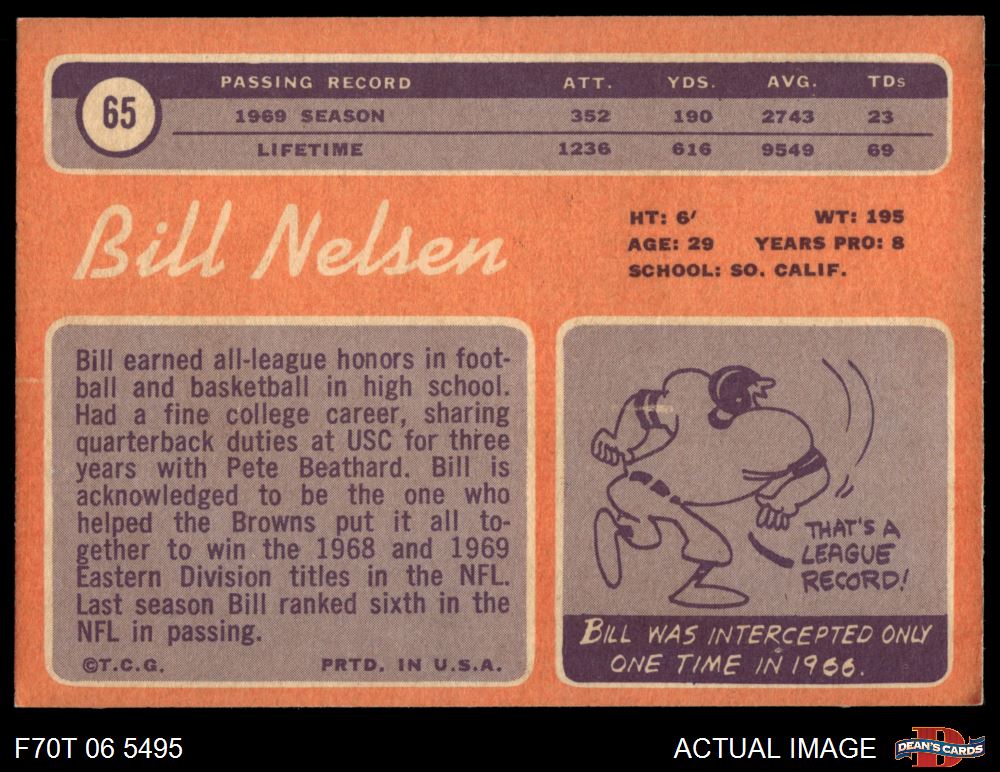 PASSING RECORD ATT. YDS. AVG. TDs
65
1969 SEASON 352 190 2743 23
LIFETIME 1236 616 9549 69
Bill Nelsen
HT: 6' WT: 195
AGE: 29 YEARS PRO: 8
SCHOOL: SO. CALIF.
Bill earned all-league honors in foot-
ball and basketball in high school.
Had a fine college career, sharing
quarterback duties at USC for three
years with Pete Beathard. Bill is
acknowledged to be the one who
helped the Browns put it all to-
gether to win the 1968 and 1969
Eastern Division titles in the NFL.
Last season Bill ranked sixth in the
NFL in passing.
©T.C.G. PRTD. IN U.S.A.
THAT'S A
LEAGUE
RECORD!
BILL WAS INTERCEPTED ONLY
ONE TIME IN 1966.
F70T 06 5495 ACTUAL IMAGE
D
DEAN'S CARDS